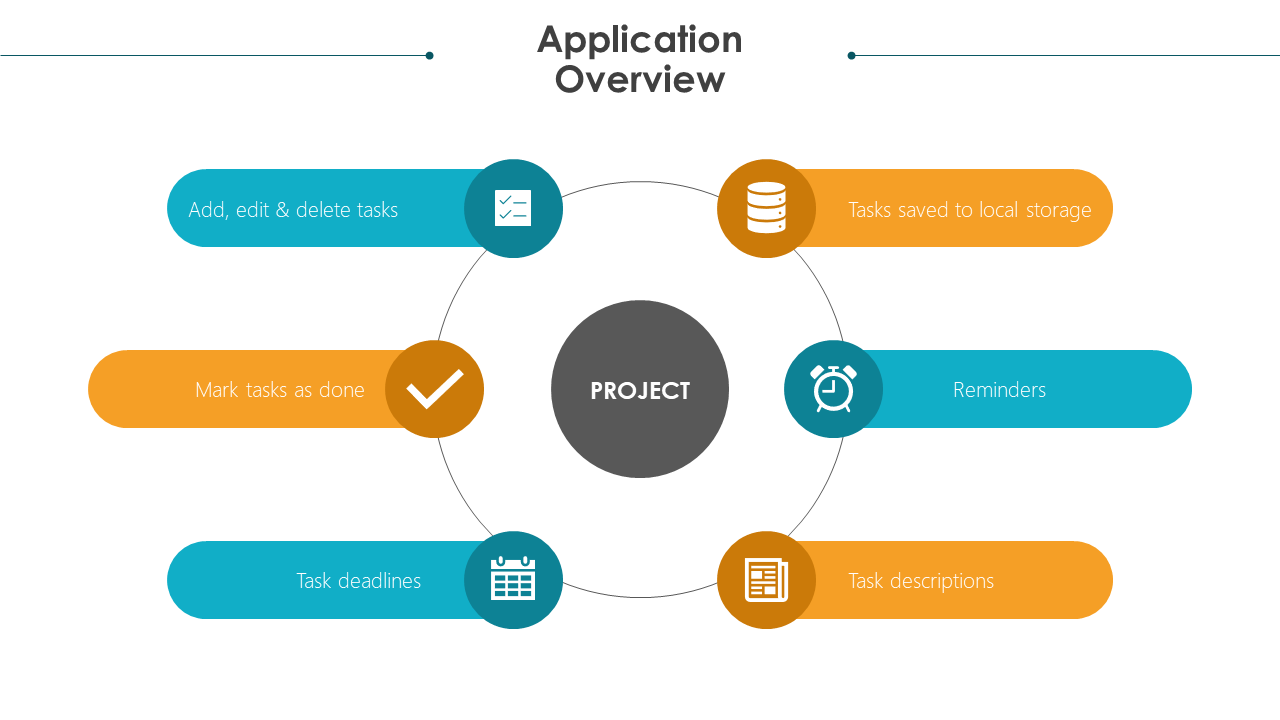 Application
Overview
Add, edit & delete tasks
Tasks saved to local storage
Mark tasks as done
PROJECT
Reminders
Task deadlines
Task descriptions